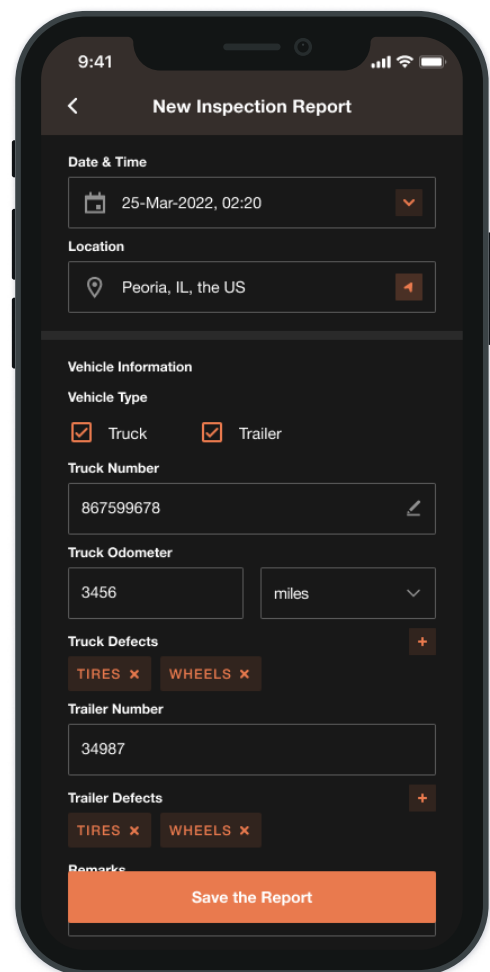 9:41
New Inspection Report
Date & Time
25-Mar-2022, 02:20
Location
Peoria, IL, the US
Vehicle Information
Vehicle Type
Truck Trailer
Truck Number
867599678
Truck Odometer
3456 miles
Truck Defects +
TIRES × WHEELS ×
Trailer Number
34987
Trailer Defects +
TIRES × WHEELS ×
Remarks
Save the Report